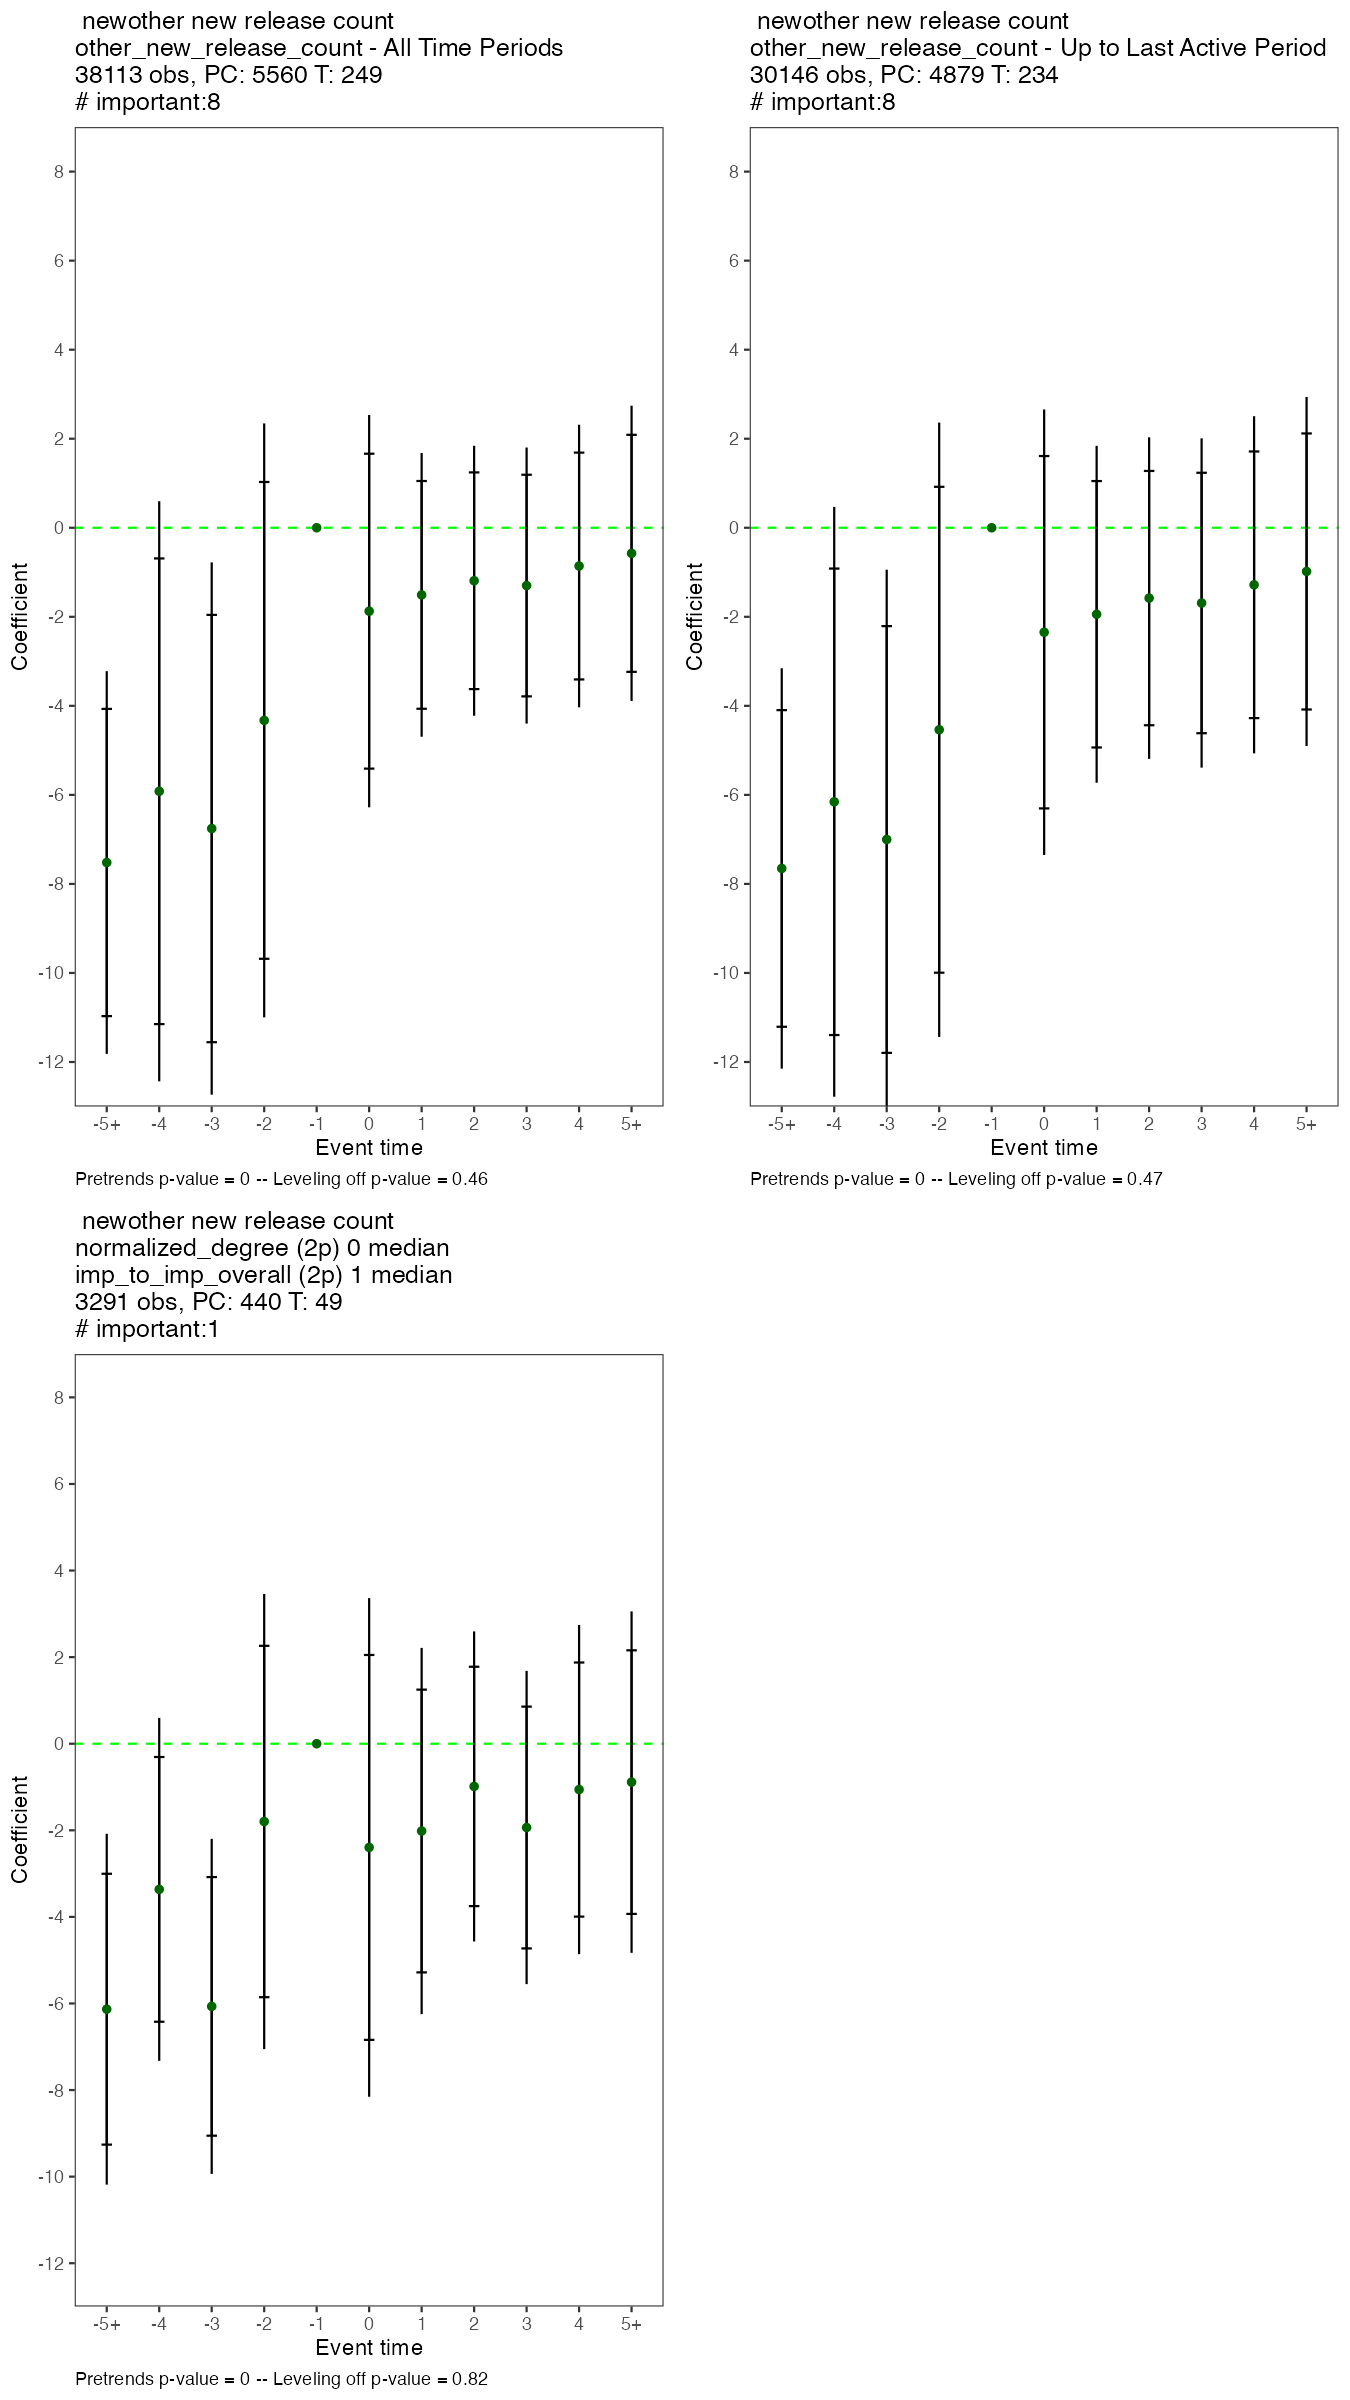 newother new release count
other_new_release_count - All Time Periods
38113 obs, PC: 5560 T: 249
# important:8
8
6
4
2
0
-2
-4
-6
-8
-10
-12
Coefficient
-5+ -4 -3 -2 -1 0 1 2 3 4 5+
Event time
Pretrends p-value = 0 -- Leveling off p-value = 0.46
newother new release count
other_new_release_count - Up to Last Active Period
30146 obs, PC: 4879 T: 234
# important:8
8
6
4
2
0
-2
-4
-6
-8
-10
-12
Coefficient
-5+ -4 -3 -2 -1 0 1 2 3 4 5+
Event time
Pretrends p-value = 0 -- Leveling off p-value = 0.47
newother new release count
normalized_degree (2p) 0 median
imp_to_imp_overall (2p) 1 median
3291 obs, PC: 440 T: 49
# important:1
8
6
4
2
0
-2
-4
-6
-8
-10
-12
Coefficient
-5+ -4 -3 -2 -1 0 1 2 3 4 5+
Event time
Pretrends p-value = 0 -- Leveling off p-value = 0.82